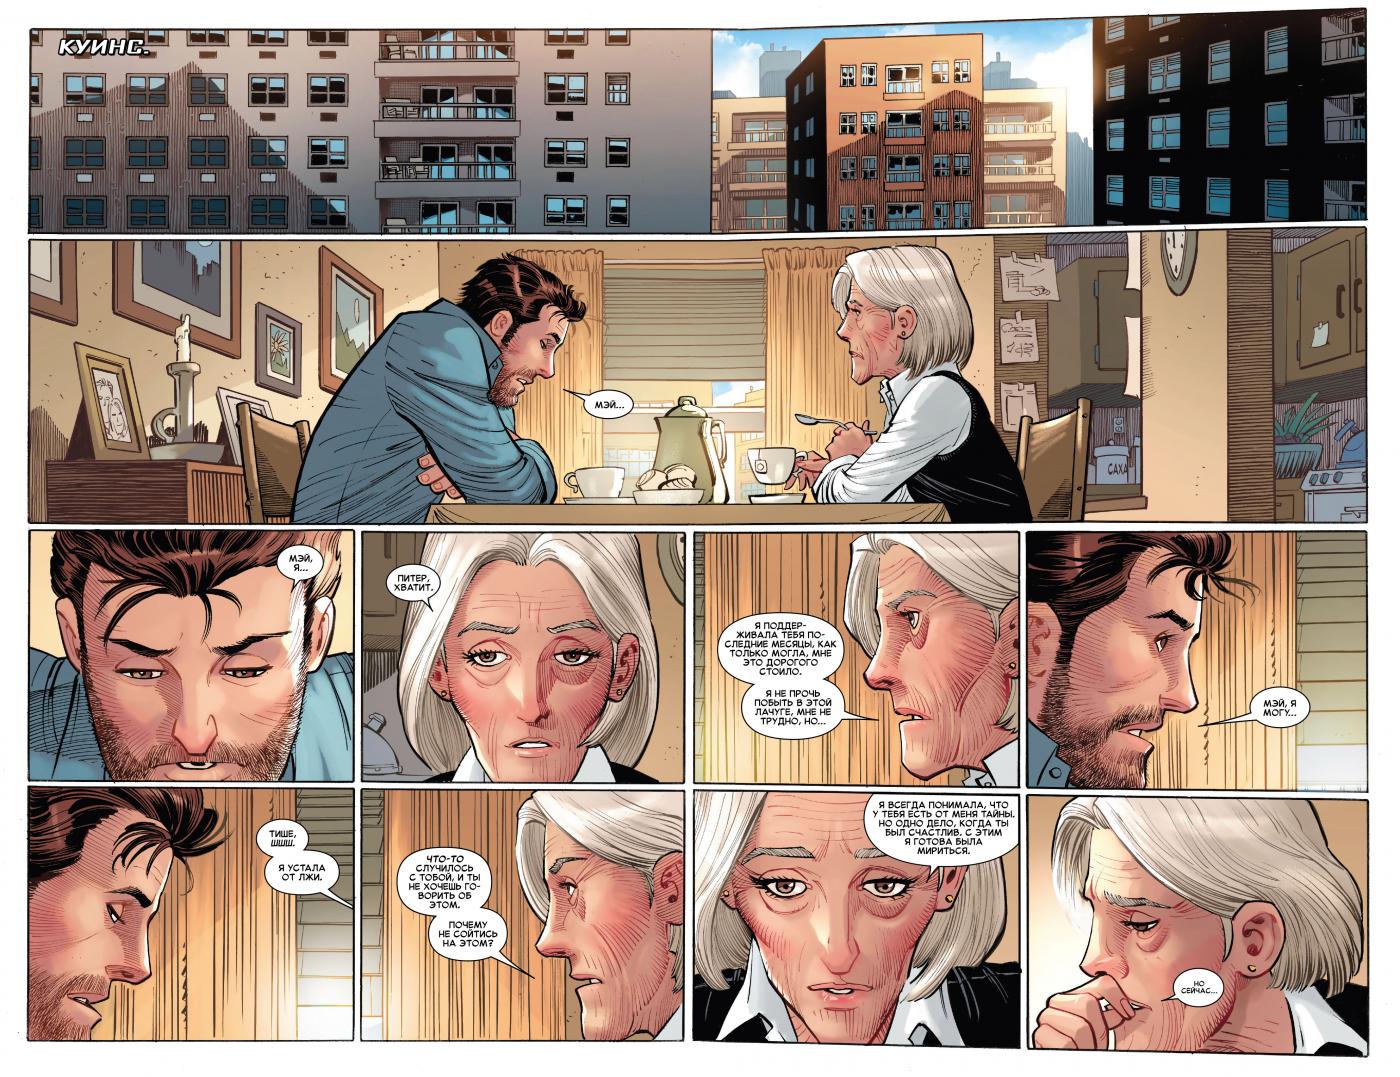 КУИНС.
МЭЙ...
САХА
МЭЙ,
Я...
ПИТЕР,
ХВАТИТ.
Я ПОДДЕР-
ЖИВАЛА ТЕБЯ ПО-
СЛЕДНИЕ МЕСЯЦЫ, КАК
ТОЛЬКО МОГЛА, МНЕ
ЭТО ДОРОГОГО
СТОИЛО.
Я НЕ ПРОЧЬ
ПОБЫТЬ В ЭТОЙ
ЛАЧУГЕ, МНЕ НЕ
ТРУДНО, НО...
МЭЙ, Я
МОГУ...
ТИШЕ,
ШШШ.
Я УСТАЛА
ОТ ЛЖИ.
ЧТО-ТО
СЛУЧИЛОСЬ
С ТОБОЙ, И ТЫ
НЕ ХОЧЕШЬ ГО-
ВОРИТЬ ОБ
ЭТОМ.
ПОЧЕМУ
НЕ СОЙТИСЬ
НА ЭТОМ?
Я ВСЕГДА ПОНИМАЛА, ЧТО
У ТЕБЯ ЕСТЬ ОТ МЕНЯ ТАЙНЫ.
НО ОДНО ДЕЛО, КОГДА ТЫ
БЫЛ СЧАСТЛИВ. С ЭТИМ
Я ГОТОВА БЫЛА
МИРИТЬСЯ.
НО
СЕЙЧАС...